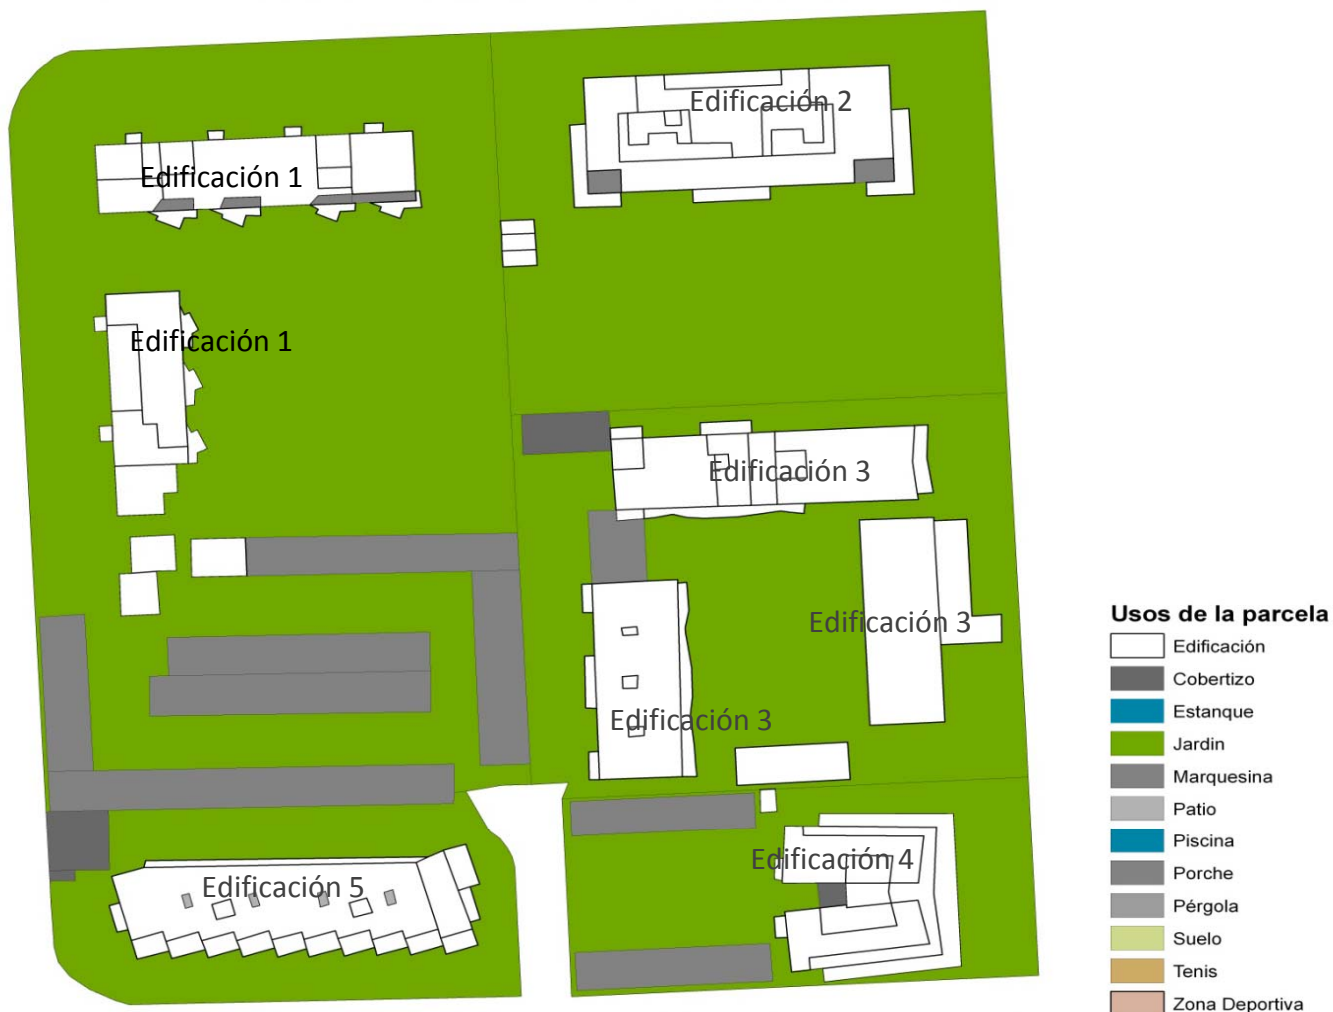 Edificación 2
Edificación 1
Edificación 1
Edificación 3
Edificación 3
Edificación 3
Edificación 4
Edificación 5
Usos de la parcela
Edificación
Cobertizo
Estanque
Jardin
Marquesina
Patio
Piscina
Porche
Pérgola
Suelo
Tenis
Zona Deportiva